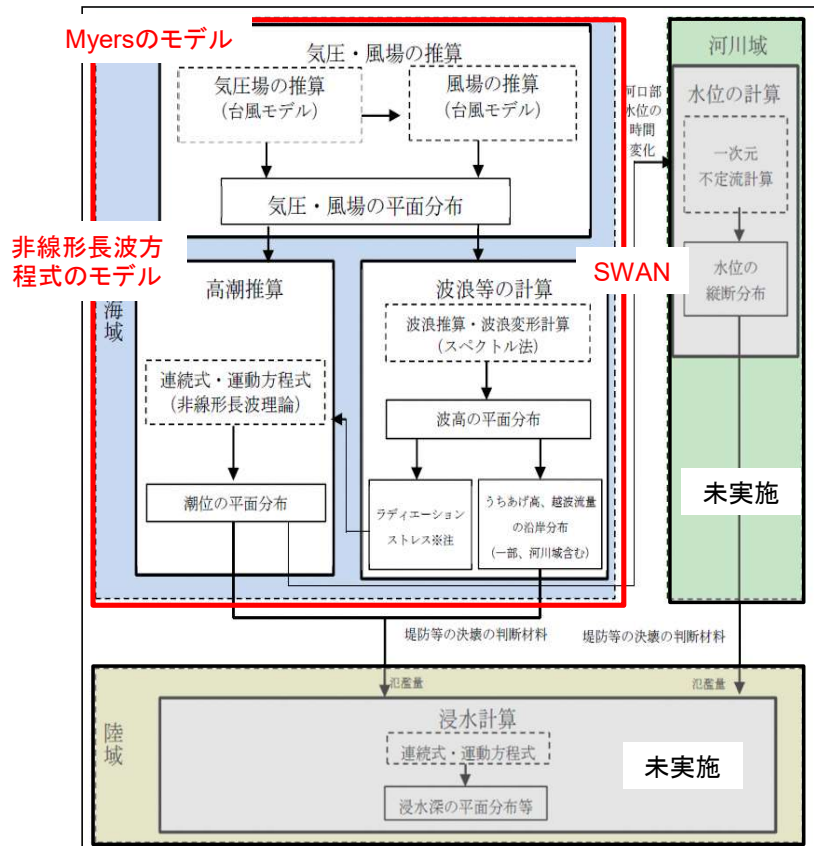 Myersのモデル
気圧・風場の推算
気圧場の推算
(台風モデル)
風場の推算
(台風モデル)
気圧・風場の平面分布
非線形長波方
程式のモデル
海域
高潮推算
連続式・運動方程式
(非線形長波理論)
潮位の平面分布
SWAN
波浪等の計算
波浪推算・波浪変形計算
(スペクトル法)
波高の平面分布
ラディエーション
ストレス※注
うちあげ高、越波流量
の沿岸分布
(一部、河川域含む)
河口部
水位の
時間
変化
河川域
水位の計算
一次元
不定流計算
水位の
縦断分布
未実施
堤防等の決壊の判断材料
堤防等の決壊の判断材料
氾濫量
氾濫量
陸域
浸水計算
連続式・運動方程式
浸水深の平面分布等
未実施